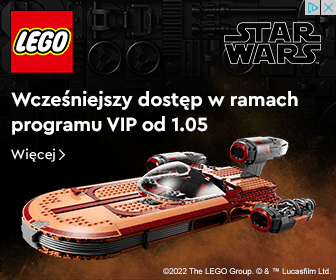 LEGO
STAR
WARS
Wcześniejszy dostęp w ramach
programu VIP od 1.05
Więcej >
©2022 The LEGO Group. © & ™ Lucasfilm Ltd.